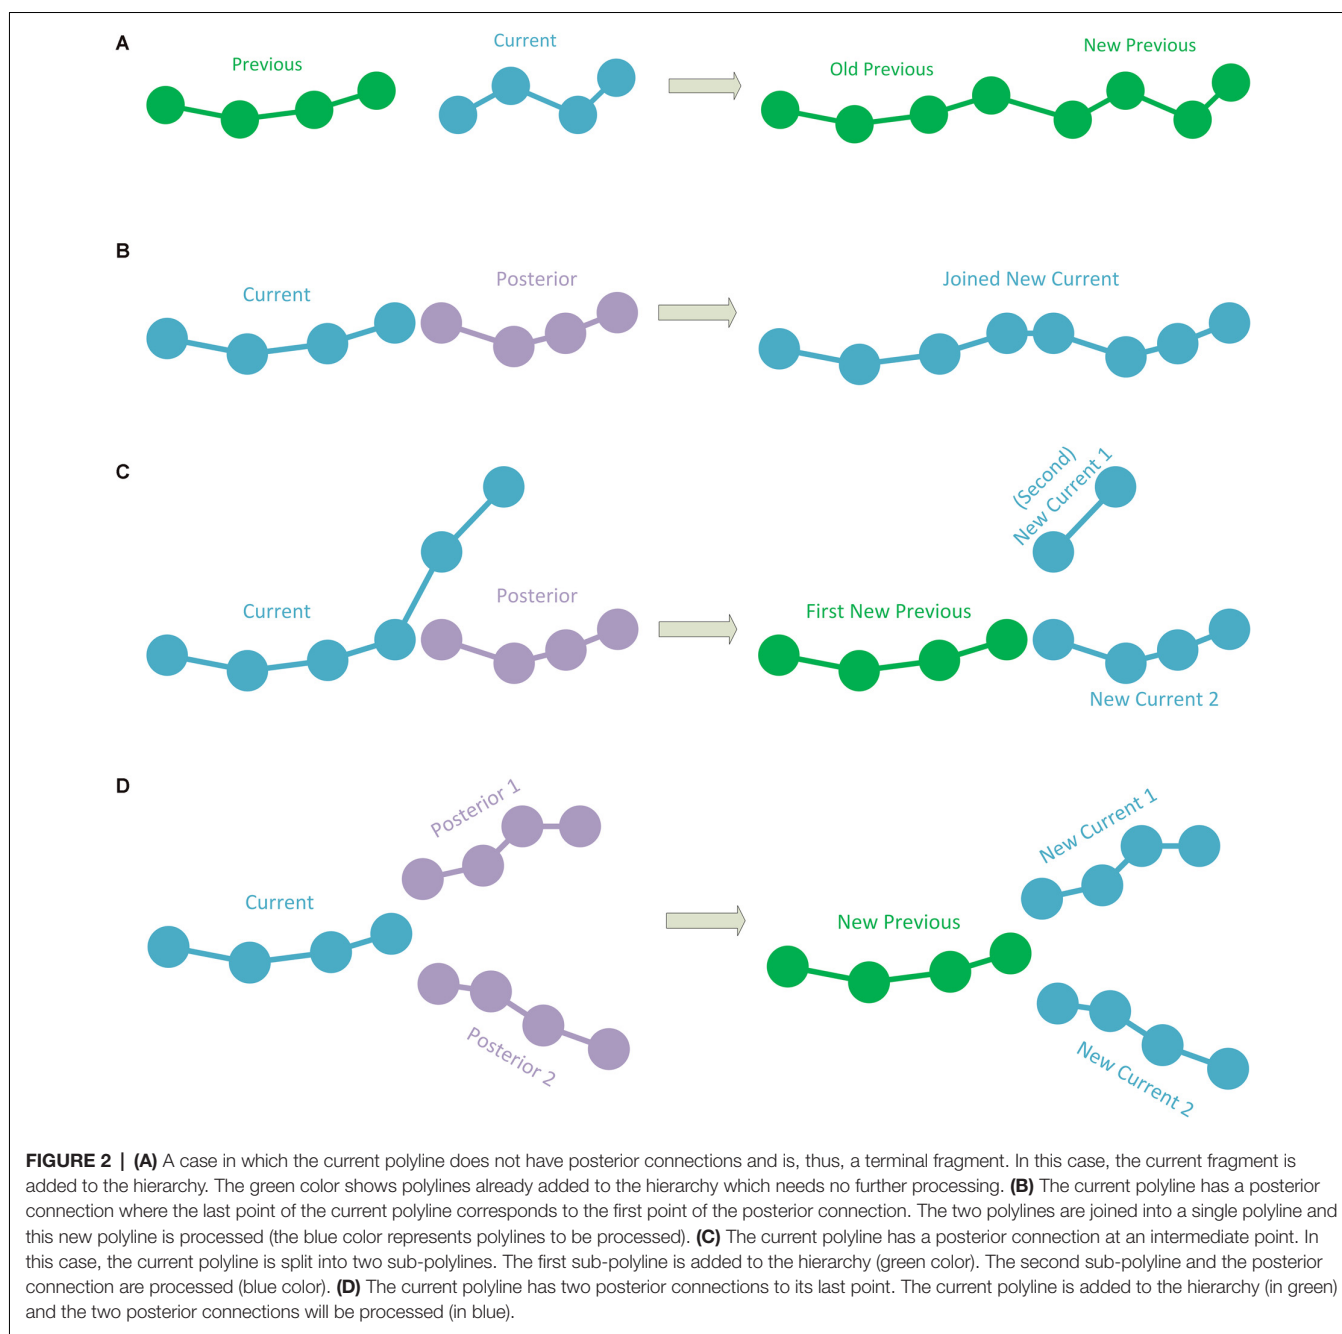 A
Previous
Current
Old Previous
New Previous
B
Current
Posterior
Joined New Current
C
Current
Posterior
(Second)
New Current 1
First New Previous
New Current 2
D
Current
Posterior 1
Posterior 2
New Previous
New Current 1
New Current 2
FIGURE 2 | (A) A case in which the current polyline does not have posterior connections and is, thus, a terminal fragment. In this case, the current fragment is
added to the hierarchy. The green color shows polylines already added to the hierarchy which needs no further processing. (B) The current polyline has a posterior
connection where the last point of the current polyline corresponds to the first point of the posterior connection. The two polylines are joined into a single polyline and
this new polyline is processed (the blue color represents polylines to be processed). (C) The current polyline has a posterior connection at an intermediate point. In
this case, the current polyline is split into two sub-polylines. The first sub-polyline is added to the hierarchy (green color). The second sub-polyline and the posterior
connection are processed (blue color). (D) The current polyline has two posterior connections to its last point. The current polyline is added to the hierarchy (in green)
and the two posterior connections will be processed (in blue).